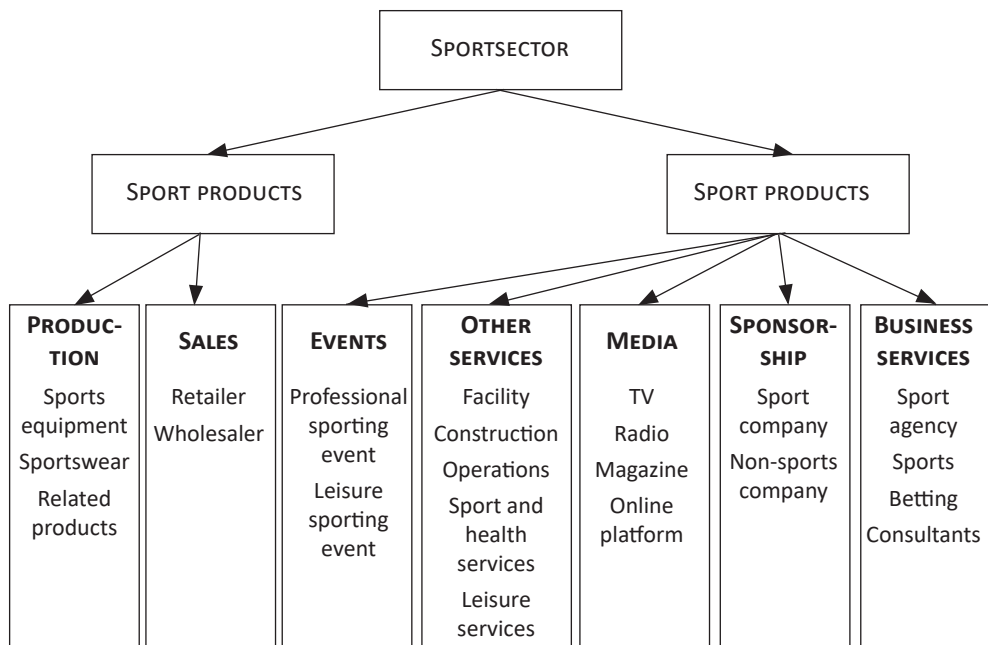 SPORTSECTOR
SPORT PRODUCTS
SPORT PRODUCTS
PRODUC-
TION
Sports
equipment
Sportswear
Related
products
SALES
Retailer
Wholesaler
EVENTS
Professional
sporting
event
Leisure
sporting
event
OTHER
SERVICES
Facility
Construction
Operations
Sport and
health
services
Leisure
services
MEDIA
TV
Radio
Magazine
Online
platform
SPONSOR-
SHIP
Sport
company
Non-sports
company
BUSINESS
SERVICES
Sport
agency
Sports
Betting
Consultants